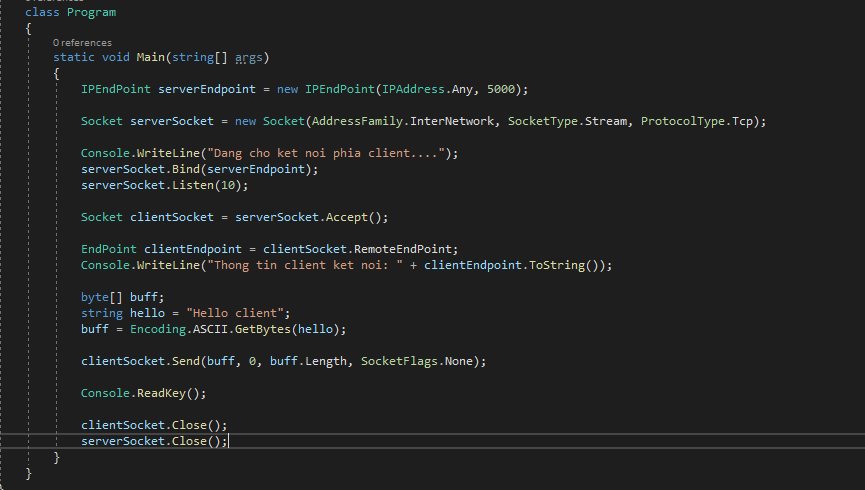 class Program
{
0 references
static void Main(string[] args)
{
IPEndPoint serverEndpoint = new IPEndPoint(IPAddress.Any, 5000);
Socket serverSocket = new Socket(AddressFamily.InterNetwork, SocketType.Stream, ProtocolType.Tcp);
Console.WriteLine("Dang cho ket noi phia client....");
serverSocket.Bind(serverEndpoint);
serverSocket.Listen(10);
Socket clientSocket = serverSocket.Accept();
EndPoint clientEndpoint = clientSocket.RemoteEndPoint;
Console.WriteLine("Thong tin client ket noi: " + clientEndpoint.ToString());
byte[] buff;
string hello = "Hello client";
buff = Encoding.ASCII.GetBytes(hello);
clientSocket.Send(buff, 0, buff.Length, SocketFlags.None);
Console.ReadKey();
clientSocket.Close();
serverSocket.Close();
}
}